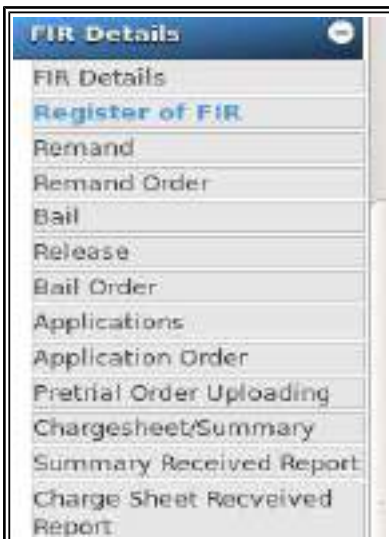 FIR Details
FIR Details
Register of FIR
Remand
Remand Order
Bail
Release
Bail Order
Applications
Application Order
Pretrial Order Uploading
Chargesheet/Summary
Summary Received Report
Charge Sheet Recveived
Report